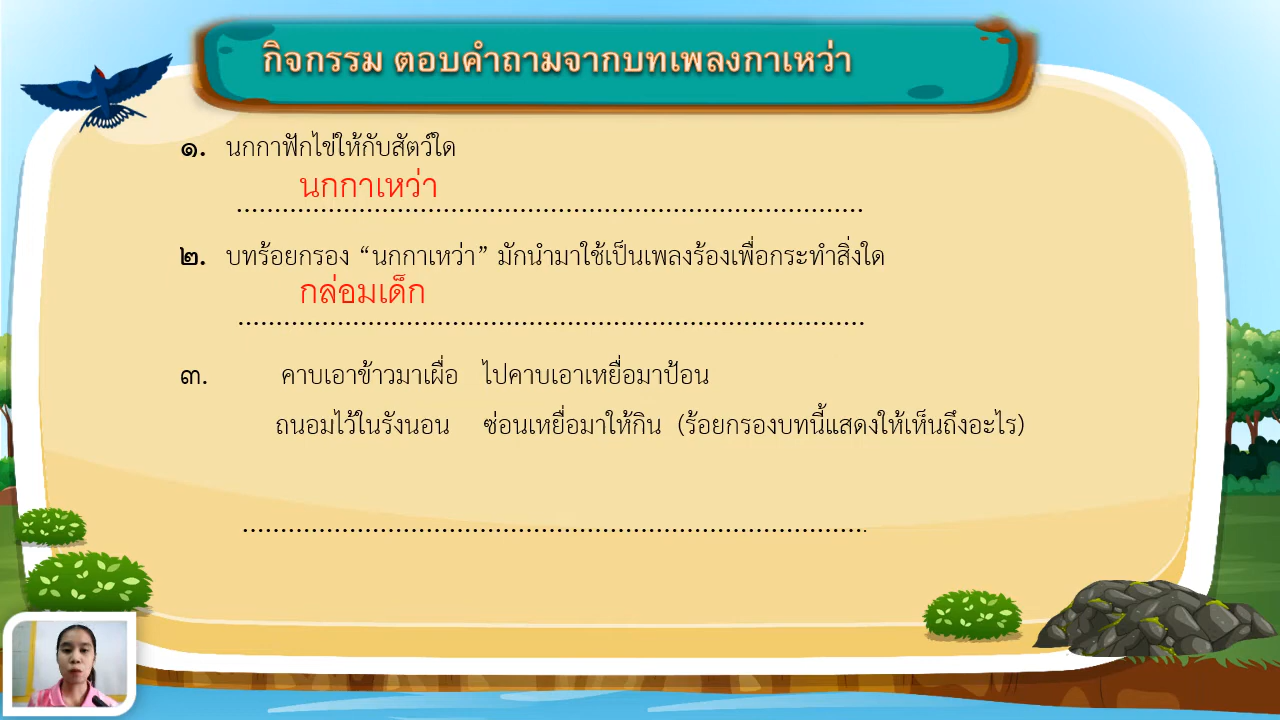 กิจกรรม ตอบคำถามจากบทเพลงกาเหว่า
๑. นกกาฟักไข่ให้กับสัตว์ใด
นกกาเหว่า
๒. บทร้อยกรอง “นกกาเหว่า” มักนำมาใช้เป็นเพลงร้องเพื่อกระทำสิ่งใด
กล่อมเด็ก
๓. คาบเอาข้าวมาเผื่อ ไปคาบเอาเหยื่อมาป้อน
ถนอมไว้ในรังนอน ซ่อนเหยื่อมาให้กิน (ร้อยกรองบทนี้แสดงให้เห็นถึงอะไร)